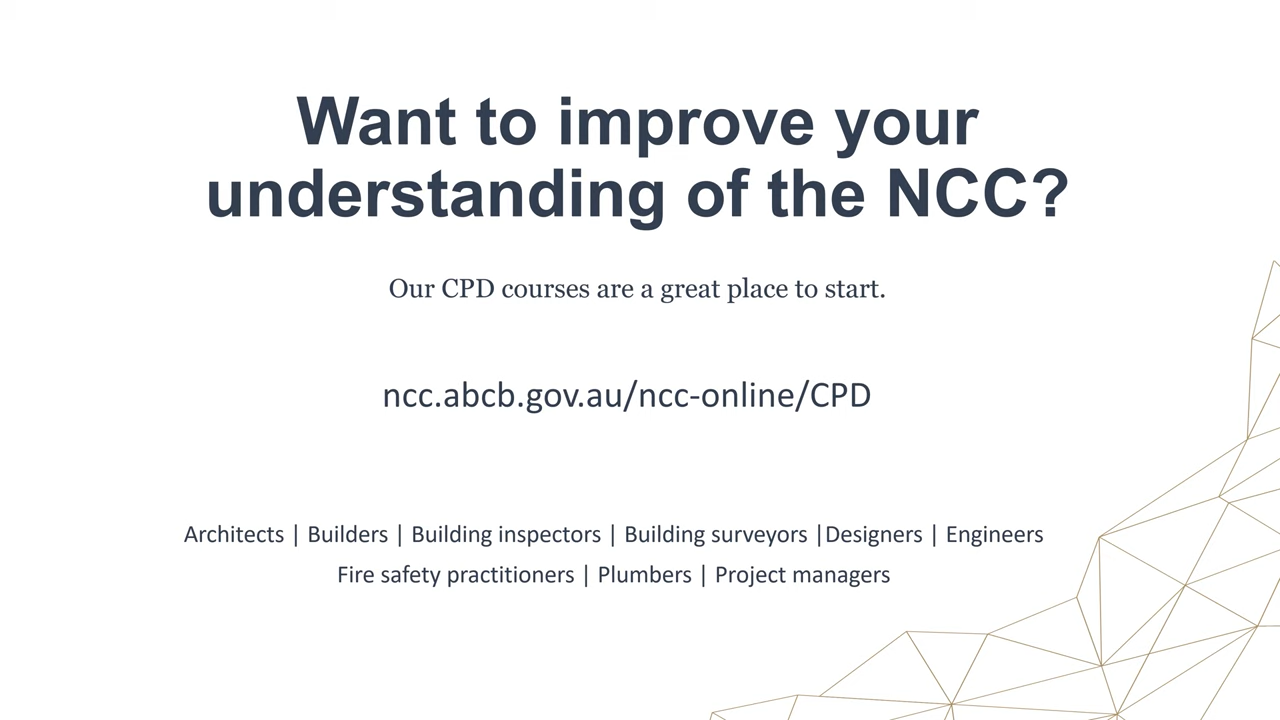 Want to improve your
understanding of the NCC?
Our CPD courses are a great place to start.
ncc.abcb.gov.au/ncc-online/CPD
Architects | Builders | Building inspectors | Building surveyors |Designers | Engineers
Fire safety practitioners | Plumbers | Project managers